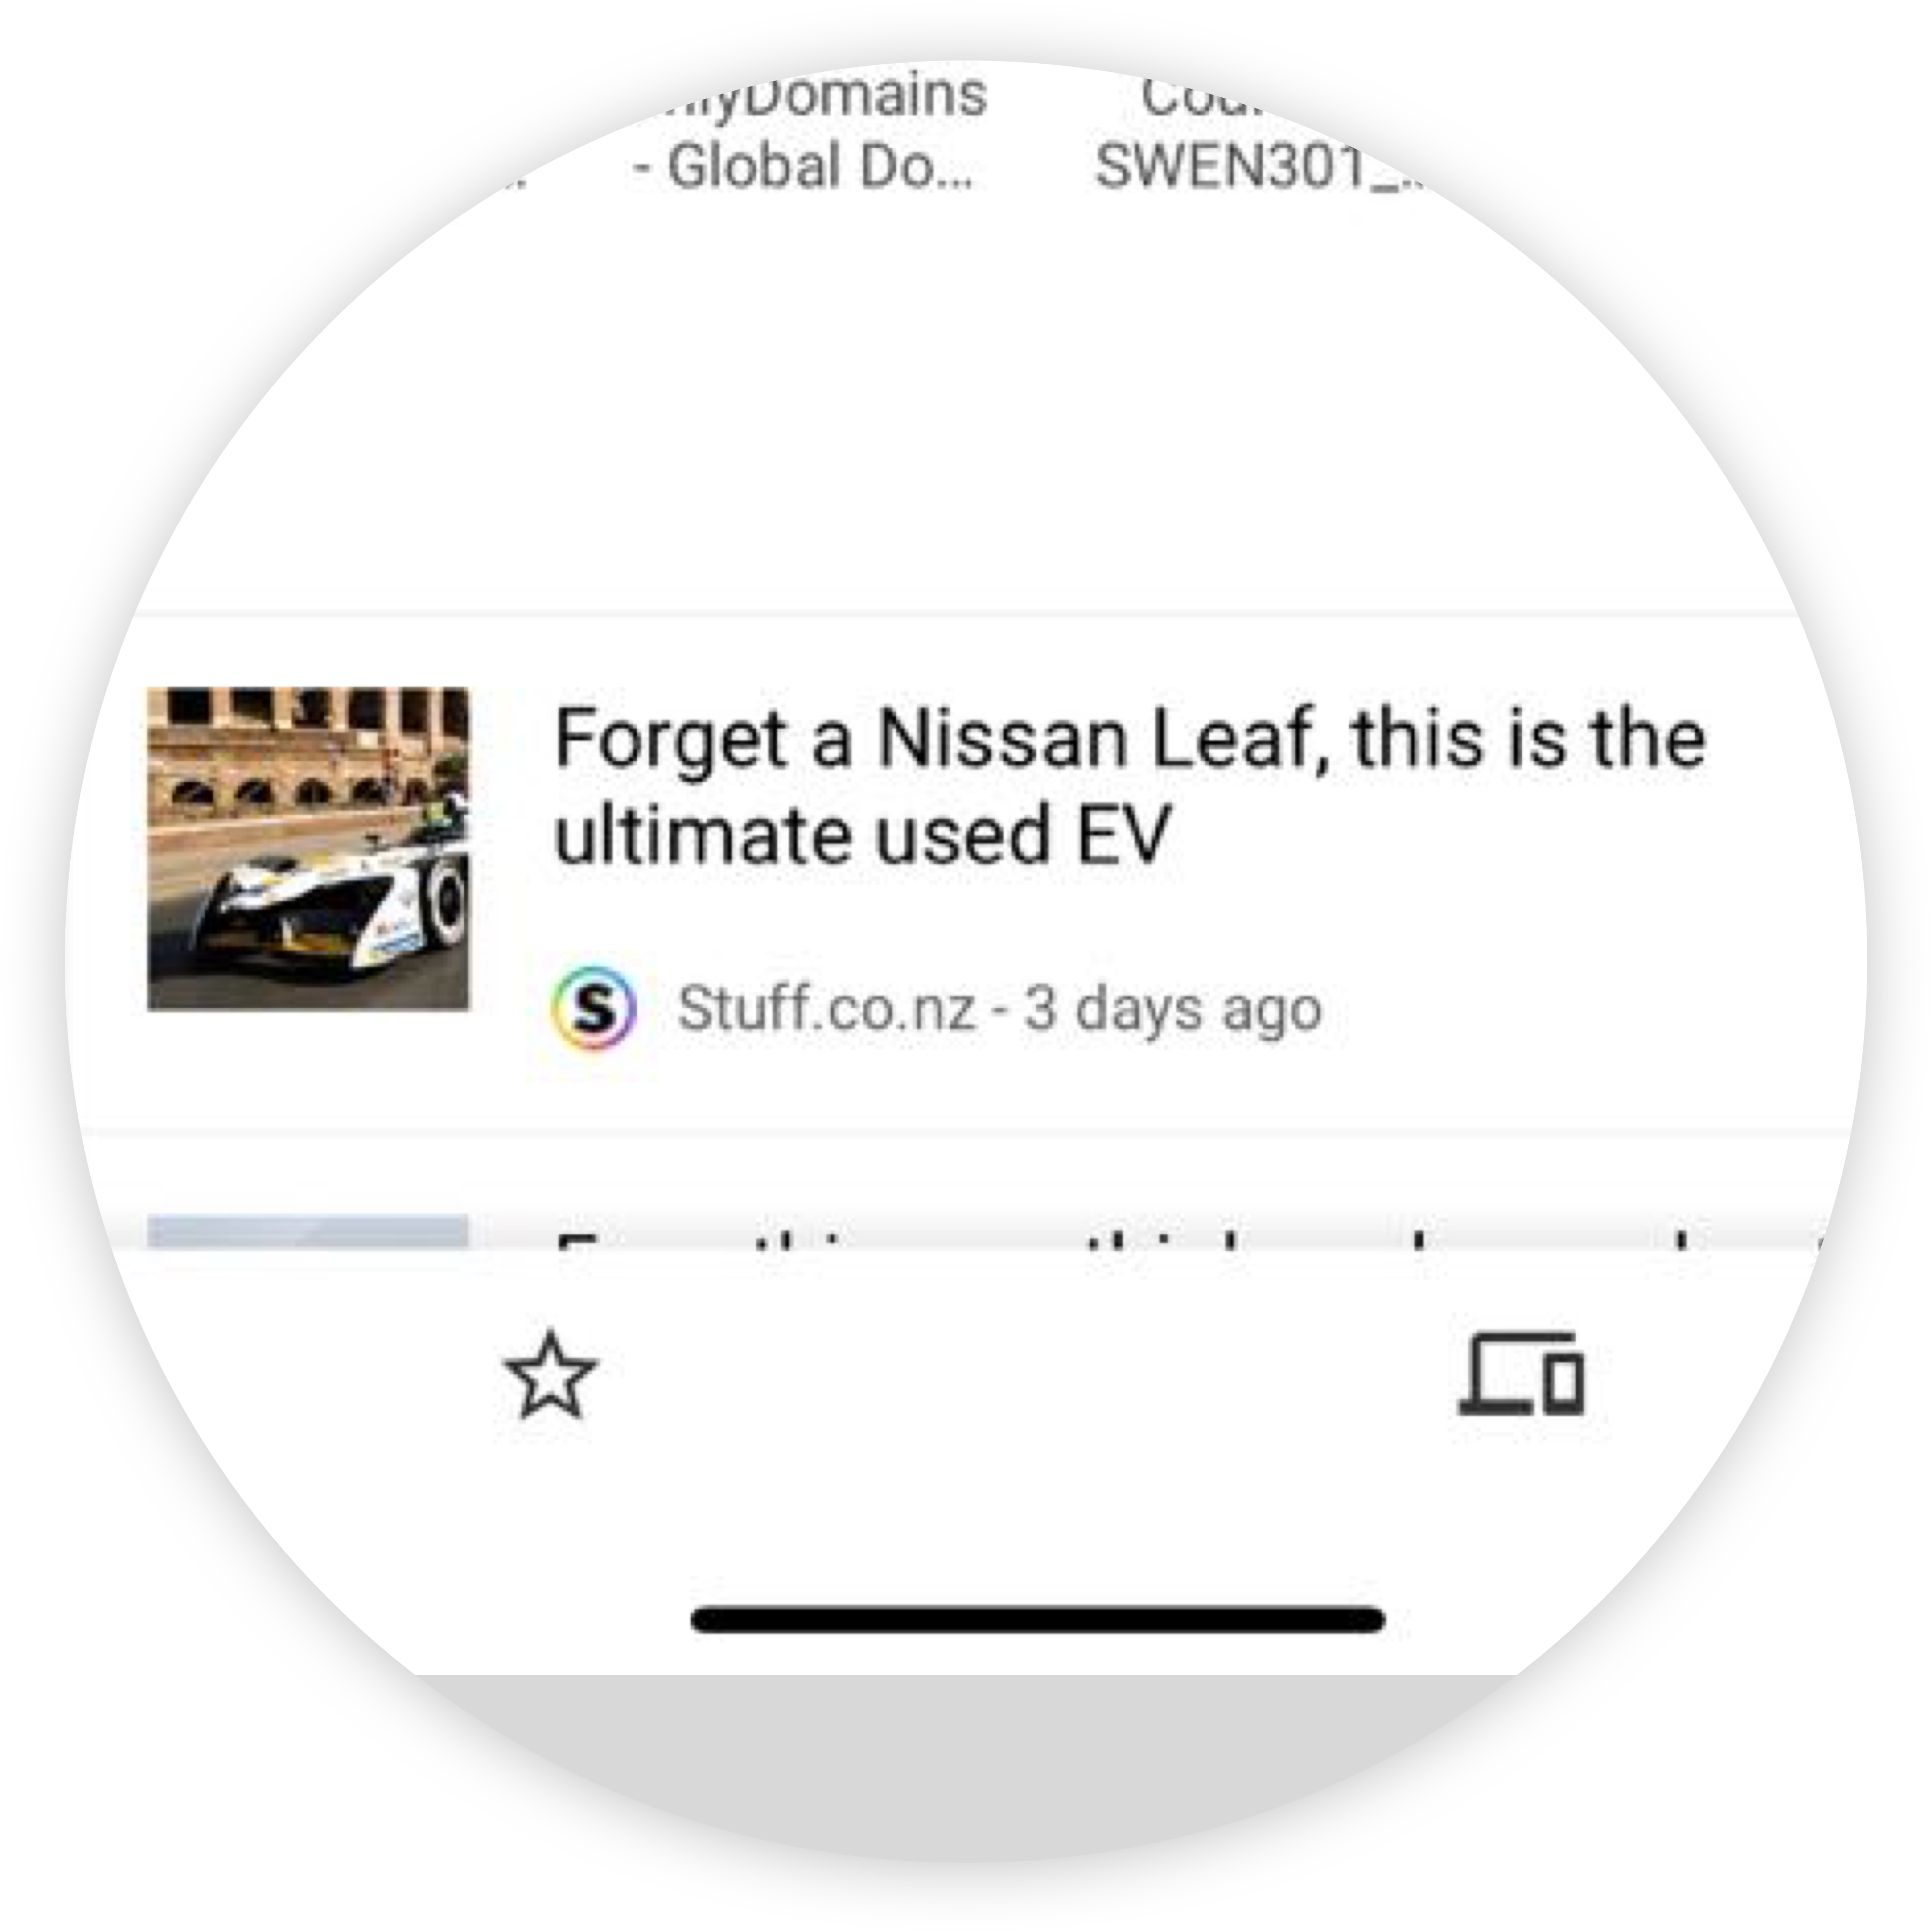 - Global Do...
SWEN301_...
Forget a Nissan Leaf, this is the
ultimate used EV
S Stuff.co.nz - 3 days ago